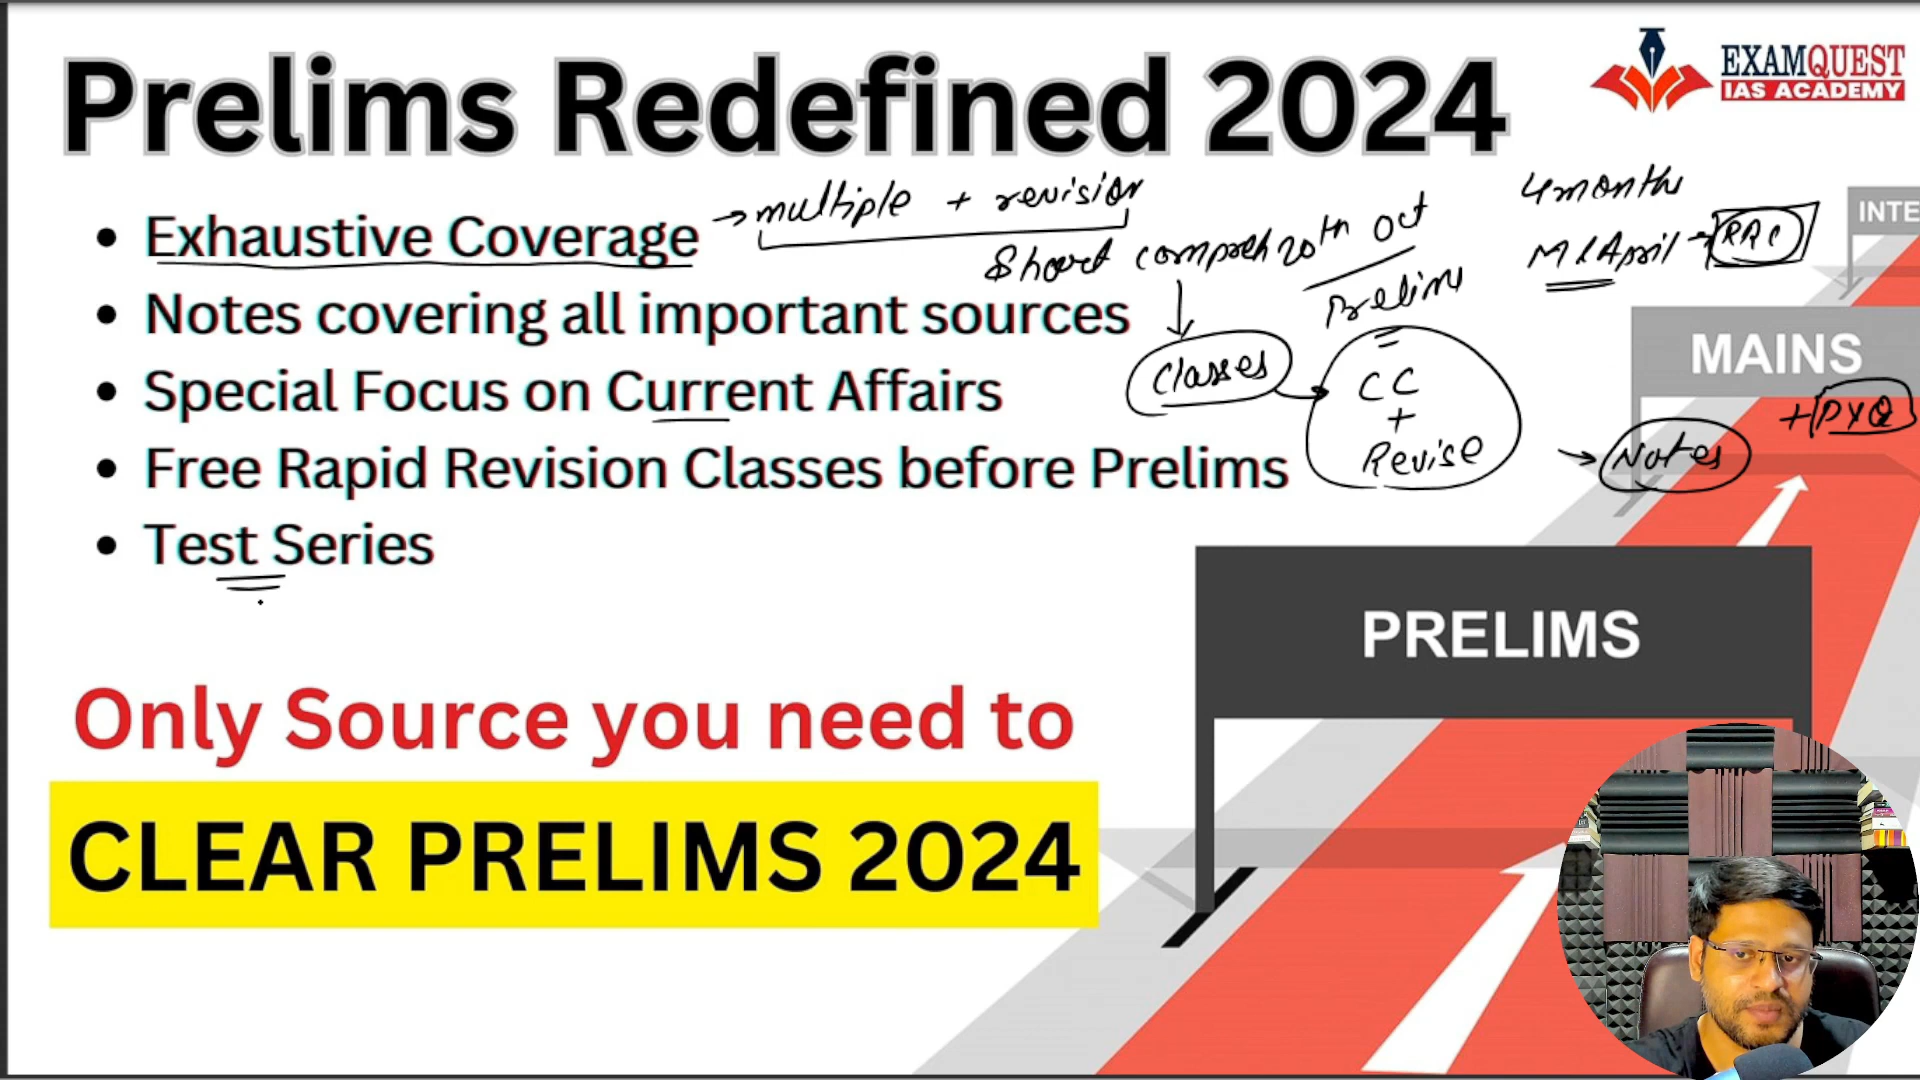 Prelims Redefined 2024
EXAMQUEST
IAS ACADEMY
Exhaustive Coverage
→ multiple + revision
Short compreh 20th Oct
Prelims
4 months
M & April → RRC
INTE
Notes covering all important sources
MAINS
Special Focus on Current Affairs
Classes
CC
+
Revise
→ Notes
+ PYQ
Free Rapid Revision Classes before Prelims
Test Series
PRELIMS
Only Source you need to
CLEAR PRELIMS 2024